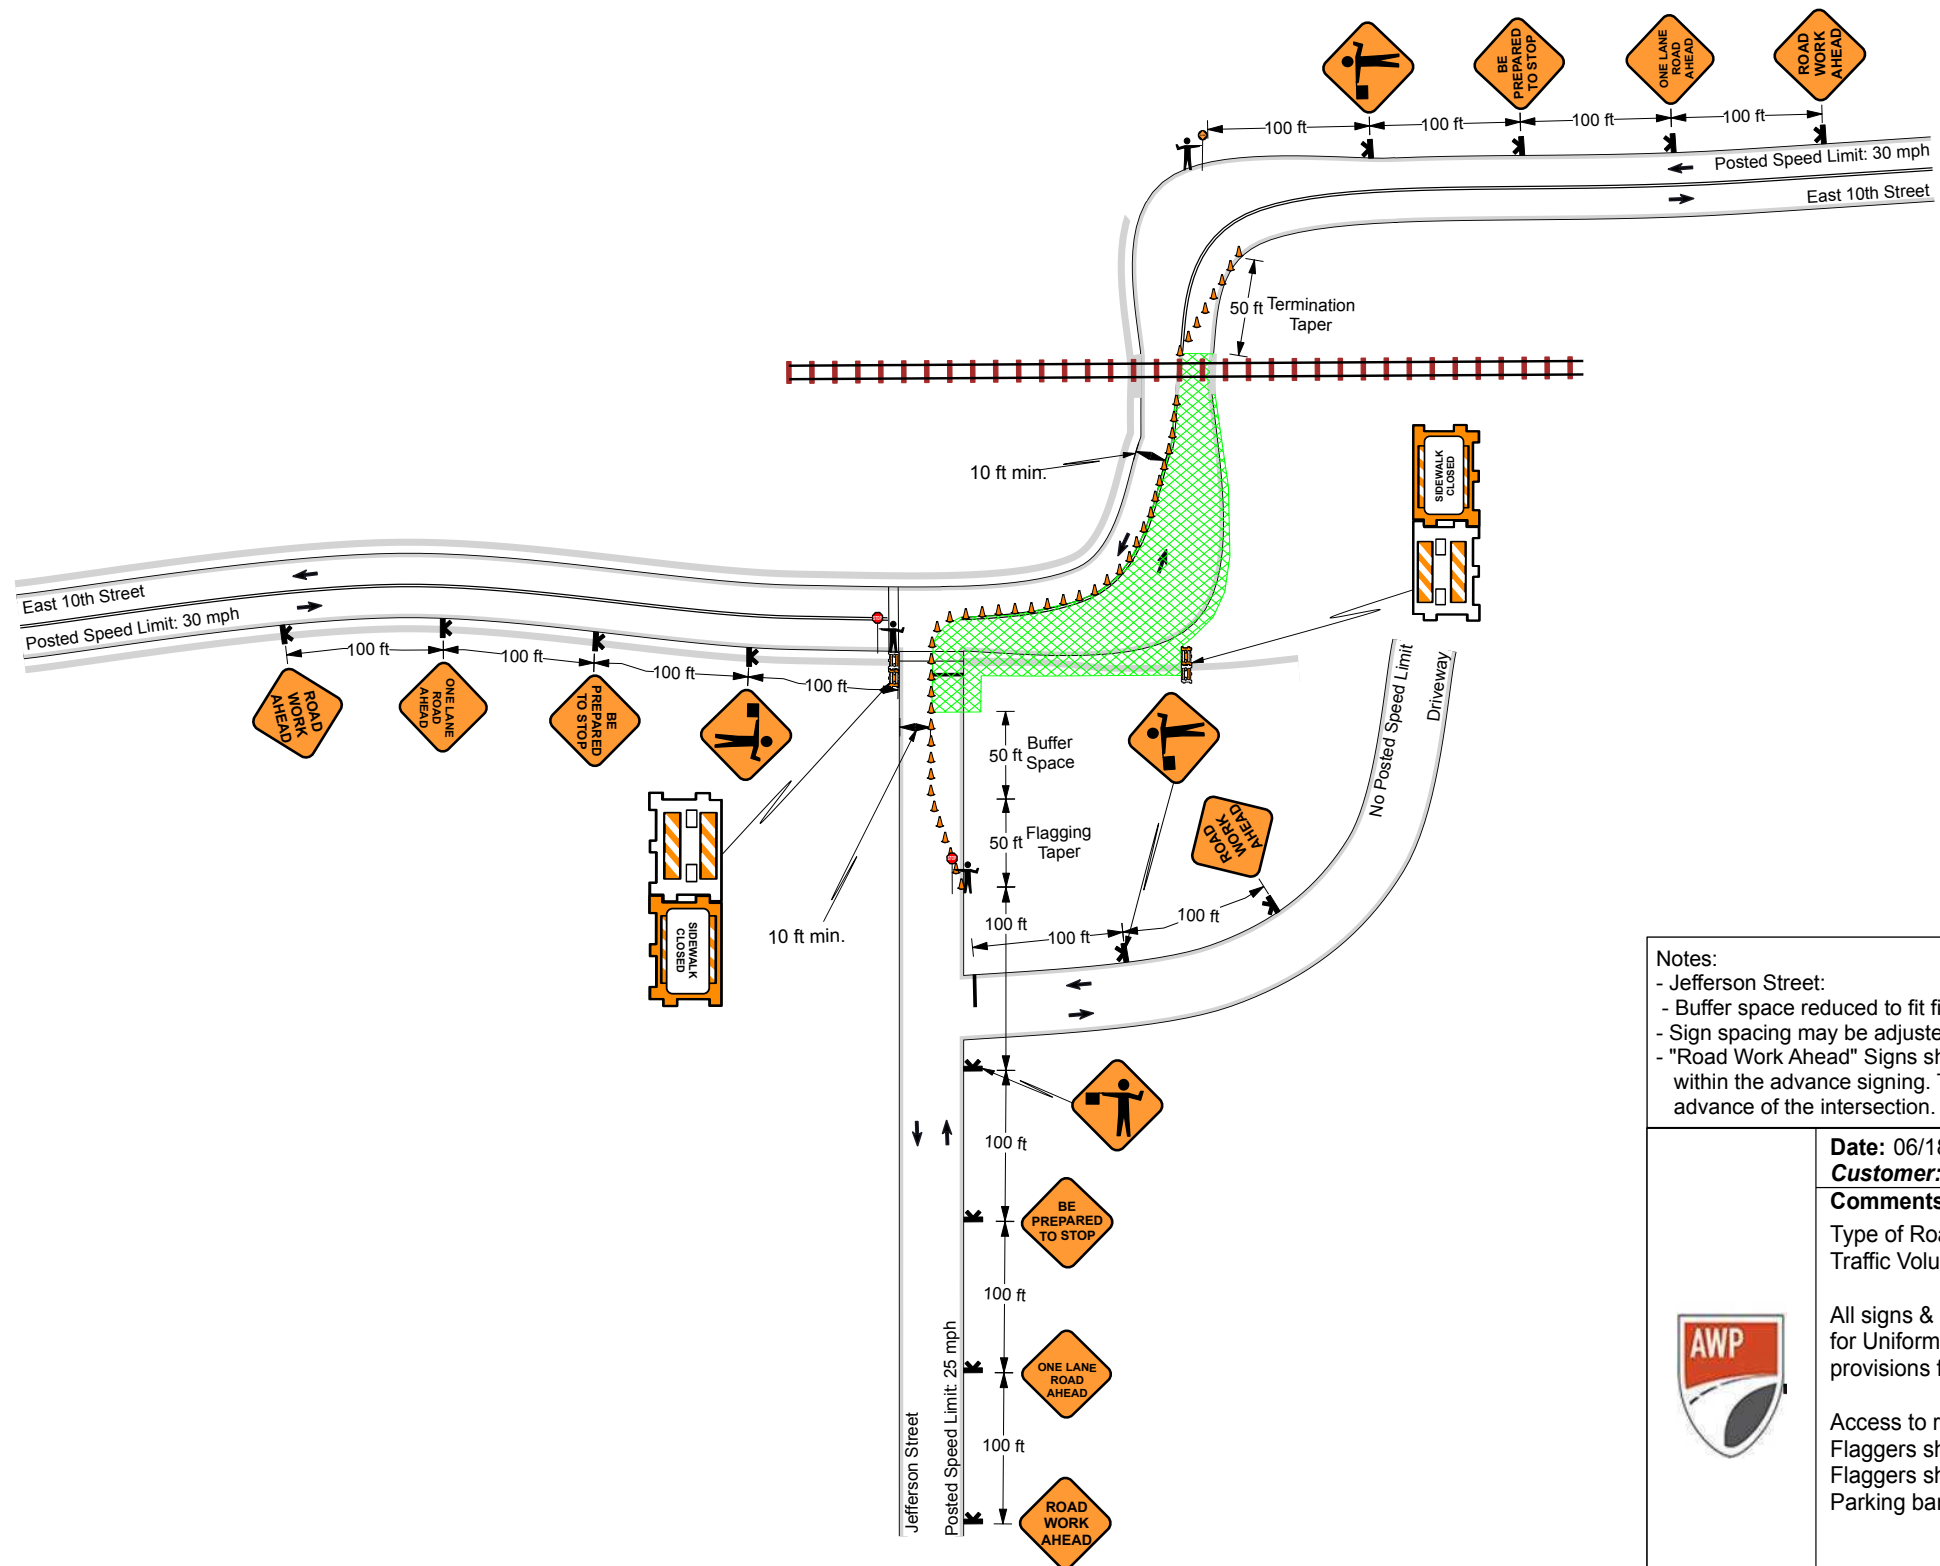 BE
PREPARED
TO STOP
ONE LANE
ROAD
AHEAD
ROAD
WORK
AHEAD
100 ft
100 ft
100 ft
100 ft
Posted Speed Limit: 30 mph
East 10th Street
50 ft
Termination
Taper
10 ft min.
SIDEWALK
CLOSED
East 10th Street
Posted Speed Limit: 30 mph
100 ft
100 ft
100 ft
100 ft
ROAD
WORK
AHEAD
ONE LANE
ROAD
AHEAD
BE
PREPARED
TO STOP
No Posted Speed Limit
Driveway
50 ft
Buffer
Space
50 ft
Flagging
Taper
ROAD
WORK
AHEAD
100 ft
100 ft
100 ft
SIDEWALK
CLOSED
10 ft min.
100 ft
BE
PREPARED
TO STOP
100 ft
ONE LANE
ROAD
AHEAD
100 ft
ROAD
WORK
AHEAD
Jefferson Street
Posted Speed Limit: 25 mph
Notes:
- Jefferson Street:
- Buffer space reduced to fit
- Sign spacing may be
- "Road Work Ahead" Signs
within the advance signing.
advance of the intersection.
Date: 06/18
Customer:
Comments
Type of
Traffic
All signs &
for Uniform
provisions
Access to
Flaggers
Flaggers
Parking
AWP